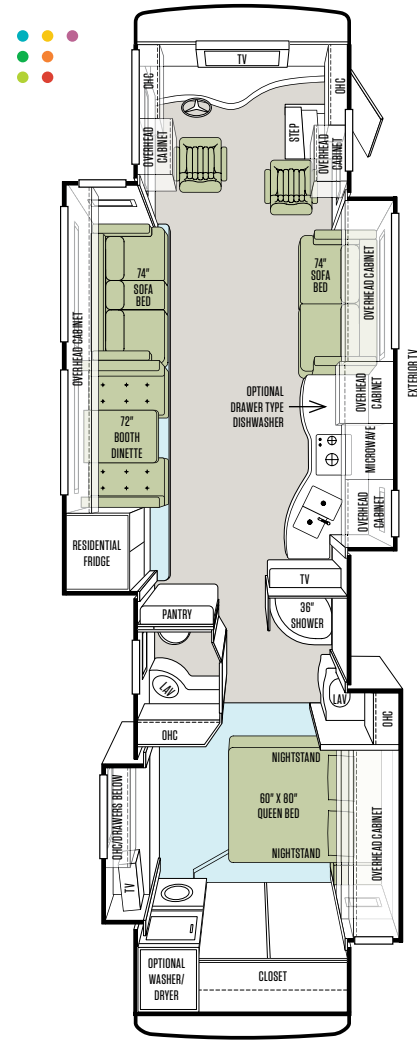 TV
OHC
OHC
OVERHEAD
CABINET
STEP
OVERHEAD
CABINET
74"
SOFA
BED
74"
SOFA
BED
OVERHEAD CABINET
OVERHEAD CABINET
EXTERIOR TV
OPTIONAL
DRAWER TYPE
DISHWASHER
OVERHEAD
CABINET
72"
BOOTH
DINETTE
MICROWAVE
OVERHEAD
CABINET
RESIDENTIAL
FRIDGE
TV
PANTRY
36"
SHOWER
LAV
LAV
OHC
OHC
NIGHTSTAND
60" X 80"
QUEEN BED
NIGHTSTAND
OHC/DRAWERS BELOW
OVERHEAD CABINET
TV
OPTIONAL
WASHER/
DRYER
CLOSET